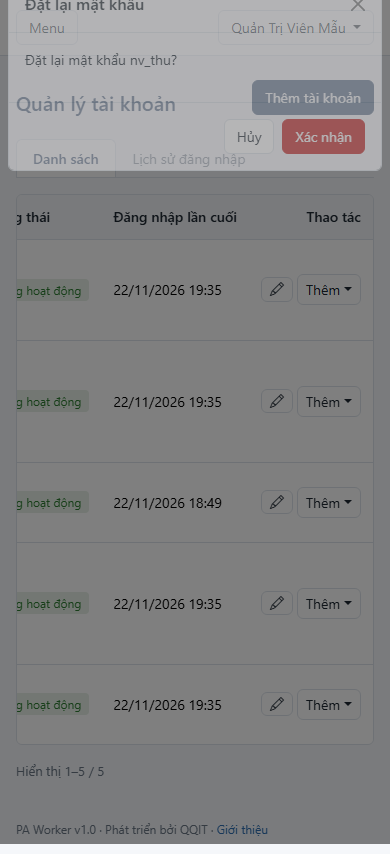 Đặt lại mật khẩu
Menu
Quản Trị Viên Mẫu
Đặt lại mật khẩu nv_thu?
Quản lý tài khoản
Thêm tài khoản
Hủy
Xác nhận
Danh sách
Lịch sử đăng nhập
g thái
Đăng nhập lần cuối
Thao tác
g hoạt động
22/11/2026 19:35
Thêm
g hoạt động
22/11/2026 19:35
Thêm
g hoạt động
22/11/2026 18:49
Thêm
g hoạt động
22/11/2026 19:35
Thêm
g hoạt động
22/11/2026 19:35
Thêm
Hiển thị 1–5 / 5
PA Worker v1.0 · Phát triển bởi QQIT · Giới thiệu